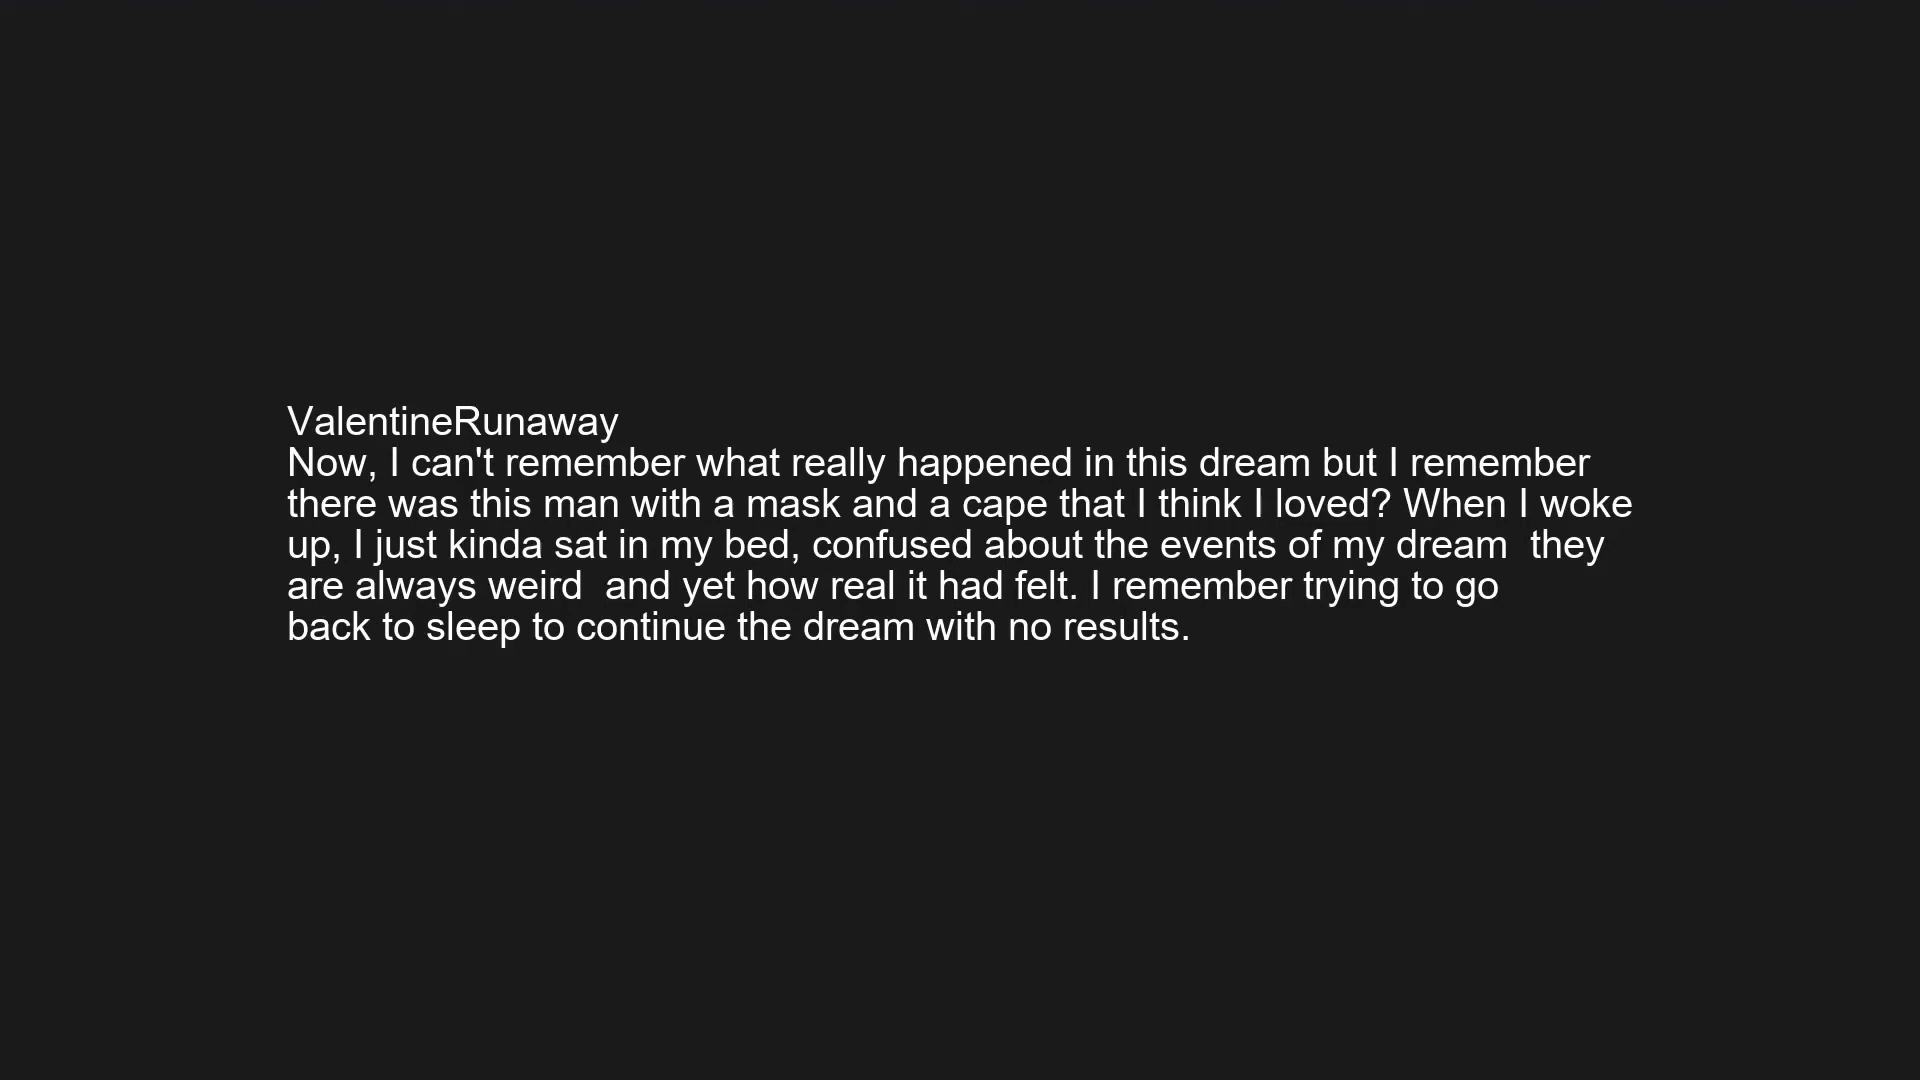 ValentineRunaway
Now, I can't remember what really happened in this dream but I remember
there was this man with a mask and a cape that I think I loved? When I woke
up, I just kinda sat in my bed, confused about the events of my dream  they
are always weird  and yet how real it had felt. I remember trying to go
back to sleep to continue the dream with no results.